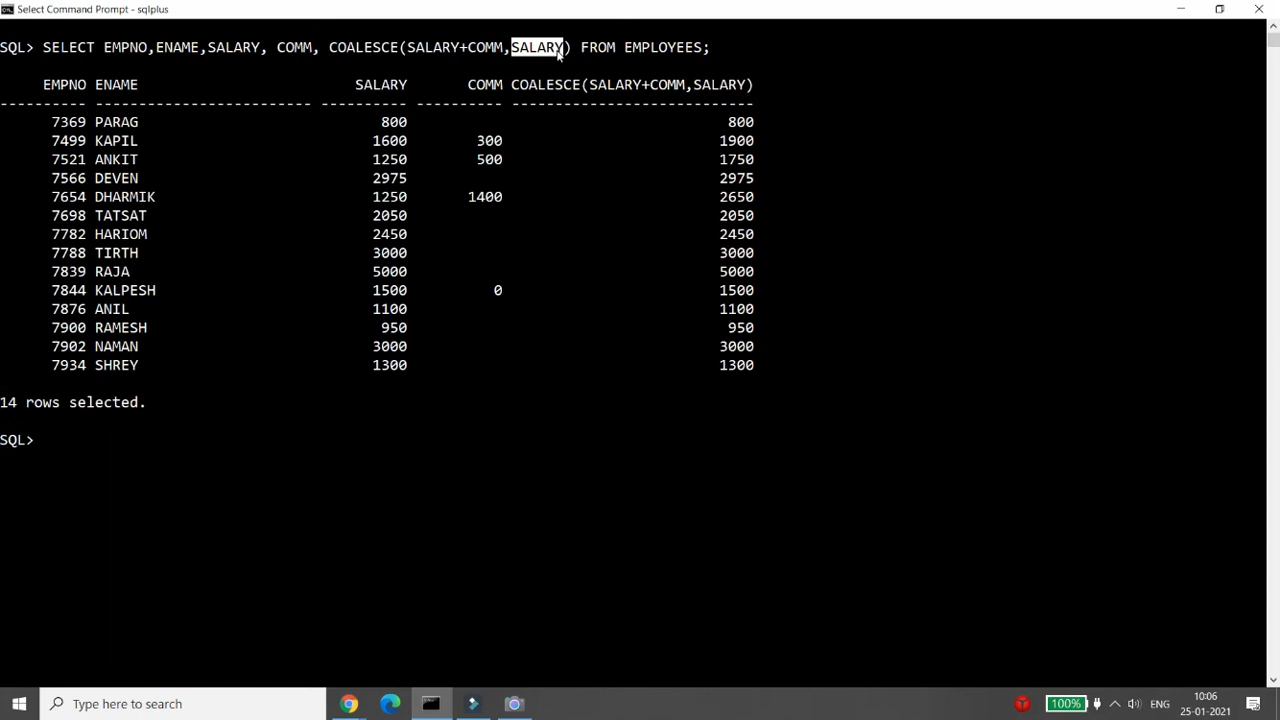 Select Command Prompt - sqlplus
SQL> SELECT EMPNO,ENAME,SALARY, COMM, COALESCE(SALARY+COMM,SALARY) FROM EMPLOYEES;
EMPNO ENAME SALARY COMM COALESCE(SALARY+COMM,SALARY)
---------- ------------------------- ---------- ---------- ----------------------------
7369 PARAG 800 800
7499 KAPIL 1600 300 1900
7521 ANKIT 1250 500 1750
7566 DEVEN 2975 2975
7654 DHARMIK 1250 1400 2650
7698 TATSAT 2050 2050
7782 HARIOM 2450 2450
7788 TIRTH 3000 3000
7839 RAJA 5000 5000
7844 KALPESH 1500 0 1500
7876 ANIL 1100 1100
7900 RAMESH 950 950
7902 NAMAN 3000 3000
7934 SHREY 1300 1300
14 rows selected.
SQL>
Type here to search
100%
ENG
10:06
25-01-2021